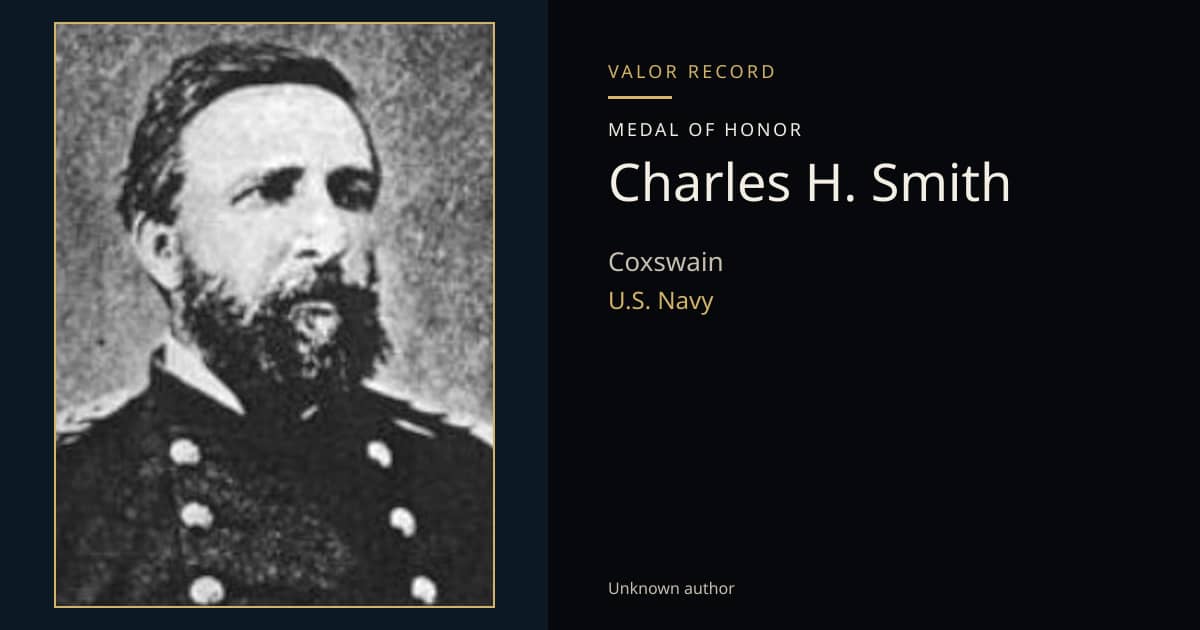 VALOR RECORD
MEDAL OF HONOR
Charles H. Smith
Coxswain
U.S. Navy
Unknown author